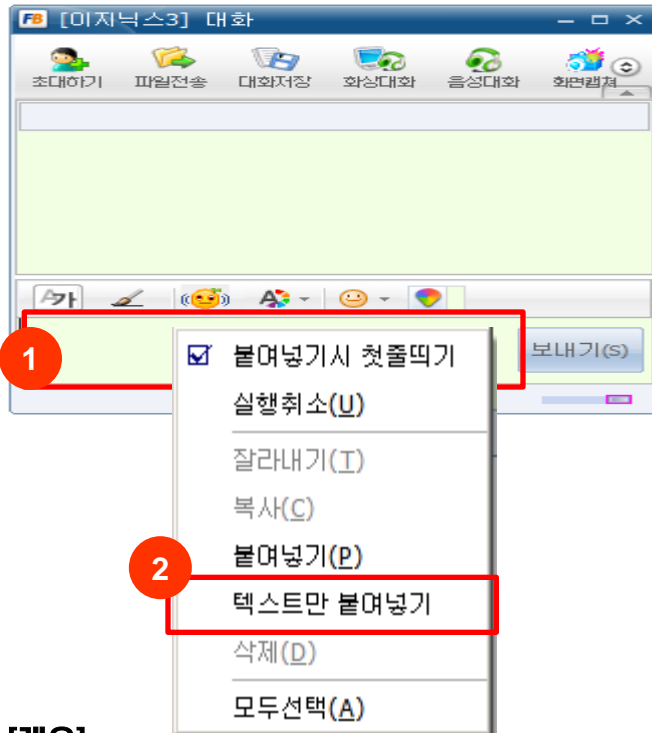 FB [이지닉스3] 대화
초대하기 파일전송 대화저장 화상대화 음성대화 화면캡쳐
가
1
보내기(S)
붙여넣기시 첫줄띄기
실행취소(U)
잘라내기(T)
복사(C)
붙여넣기(P)
2
텍스트만 붙여넣기
삭제(D)
모두선택(A)